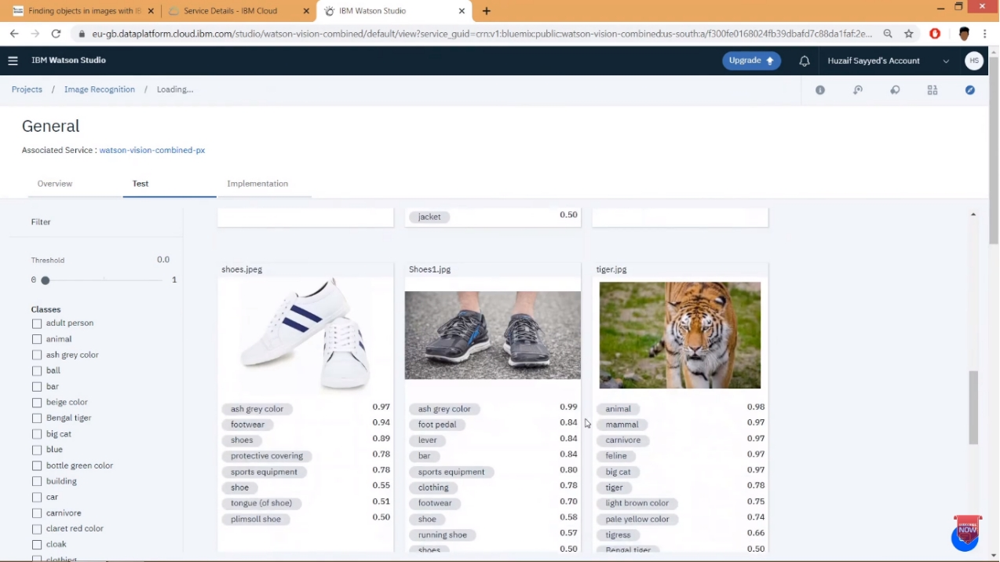 Finding objects in images with IB
Service Details - IBM Cloud
IBM Watson Studio
eu-gb.dataplatform.cloud.ibm.com/studio/watson-vision-combined/default/view?service_guid=crn:v1:bluemix:public:watson-vision-combined:us-south:a/f300fe0168024fb39dbafd7c88da1faf:2e...
IBM Watson Studio
Upgrade
Huzaif Sayyed's Account
HS
Projects / Image Recognition / Loading...
General
Associated Service : watson-vision-combined-px
Overview
Test
Implementation
Filter
Threshold 0.0
0 1
Classes
adult person
animal
ash grey color
ball
bar
beige color
Bengal tiger
big cat
blue
bottle green color
building
car
carnivore
claret red color
cloak
clothing
jacket 0.50
shoes.jpeg
ash grey color 0.97
footwear 0.94
shoes 0.89
protective covering 0.78
sports equipment 0.78
shoe 0.55
tongue (of shoe) 0.51
plimsoll shoe 0.50
Shoes1.jpg
ash grey color 0.99
foot pedal 0.84
lever 0.84
bar 0.84
sports equipment 0.80
clothing 0.78
footwear 0.70
shoe 0.58
running shoe 0.57
shoes 0.50
tiger.jpg
animal 0.98
mammal 0.97
carnivore 0.97
feline 0.97
big cat 0.97
tiger 0.78
light brown color 0.75
pale yellow color 0.74
tigress 0.66
Bengal tiger 0.50
NOW